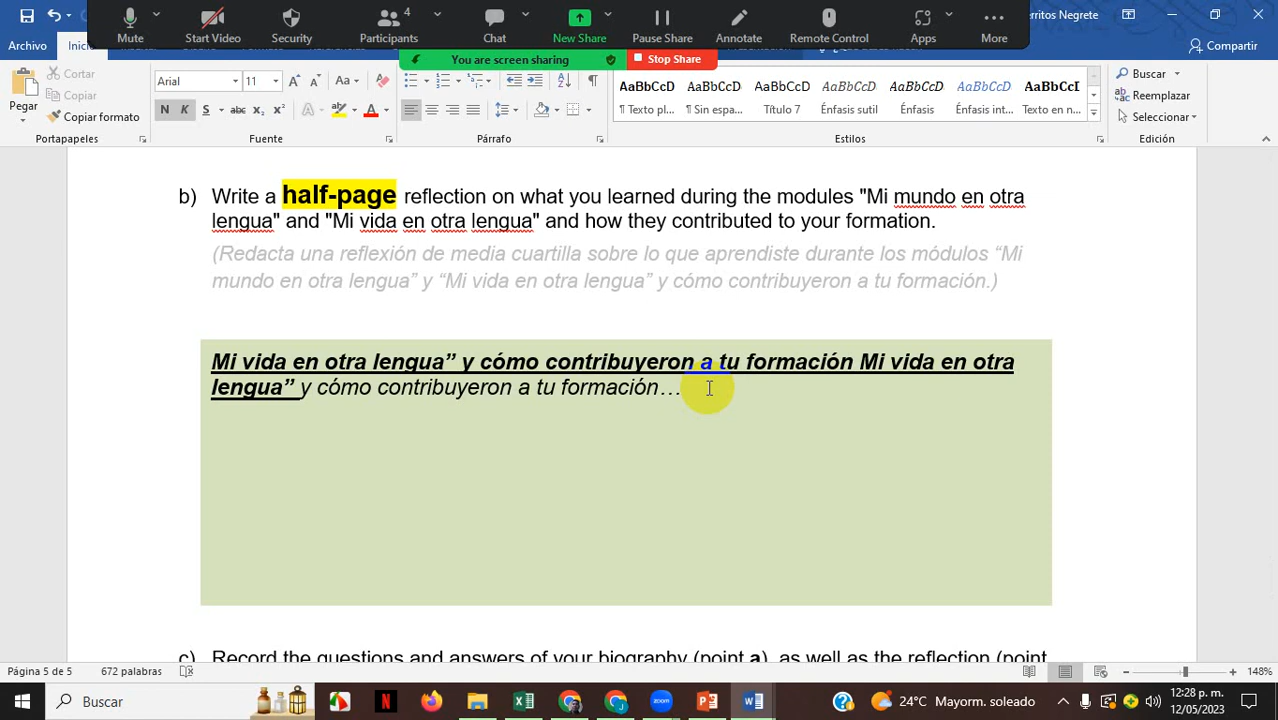 4
Mute
Start Video
Security
Participants
Chat
New Share
Pause Share
Annotate
Remote Control
Apps
More
erritos Negrete
Archivo
Inici
You are screen sharing
Stop Share
Compartir
Pegar
Cortar
Copiar
Copiar formato
Arial
11
Aa
N K S abc x₂ x²
A
AaBbCcD AaBbCcD AaBbCcD AaBbCcD AaBbCcD AaBbCcD AaBbCcI
¶ Texto pl... ¶ Sin espa... ¶ Título 7 Énfasis sutil Énfasis Énfasis int... Texto en n...
Buscar
Reemplazar
Seleccionar
Portapapeles
Fuente
Párrafo
Estilos
Edición
b) Write a half-page reflection on what you learned during the modules "Mi mundo en otra
lengua" and "Mi vida en otra lengua" and how they contributed to your formation.
(Redacta una reflexión de media cuartilla sobre lo que aprendiste durante los módulos “Mi
mundo en otra lengua” y “Mi vida en otra lengua” y cómo contribuyeron a tu formación.)
Mi vida en otra lengua” y cómo contribuyeron a tu formación Mi vida en otra
lengua” y cómo contribuyeron a tu formación…
c) Record the questions and answers of your biography (point a), as well as the reflection (point
Página 5 de 5
672 palabras
148%
Buscar
24°C Mayorm. soleado
12:28 p. m.
12/05/2023